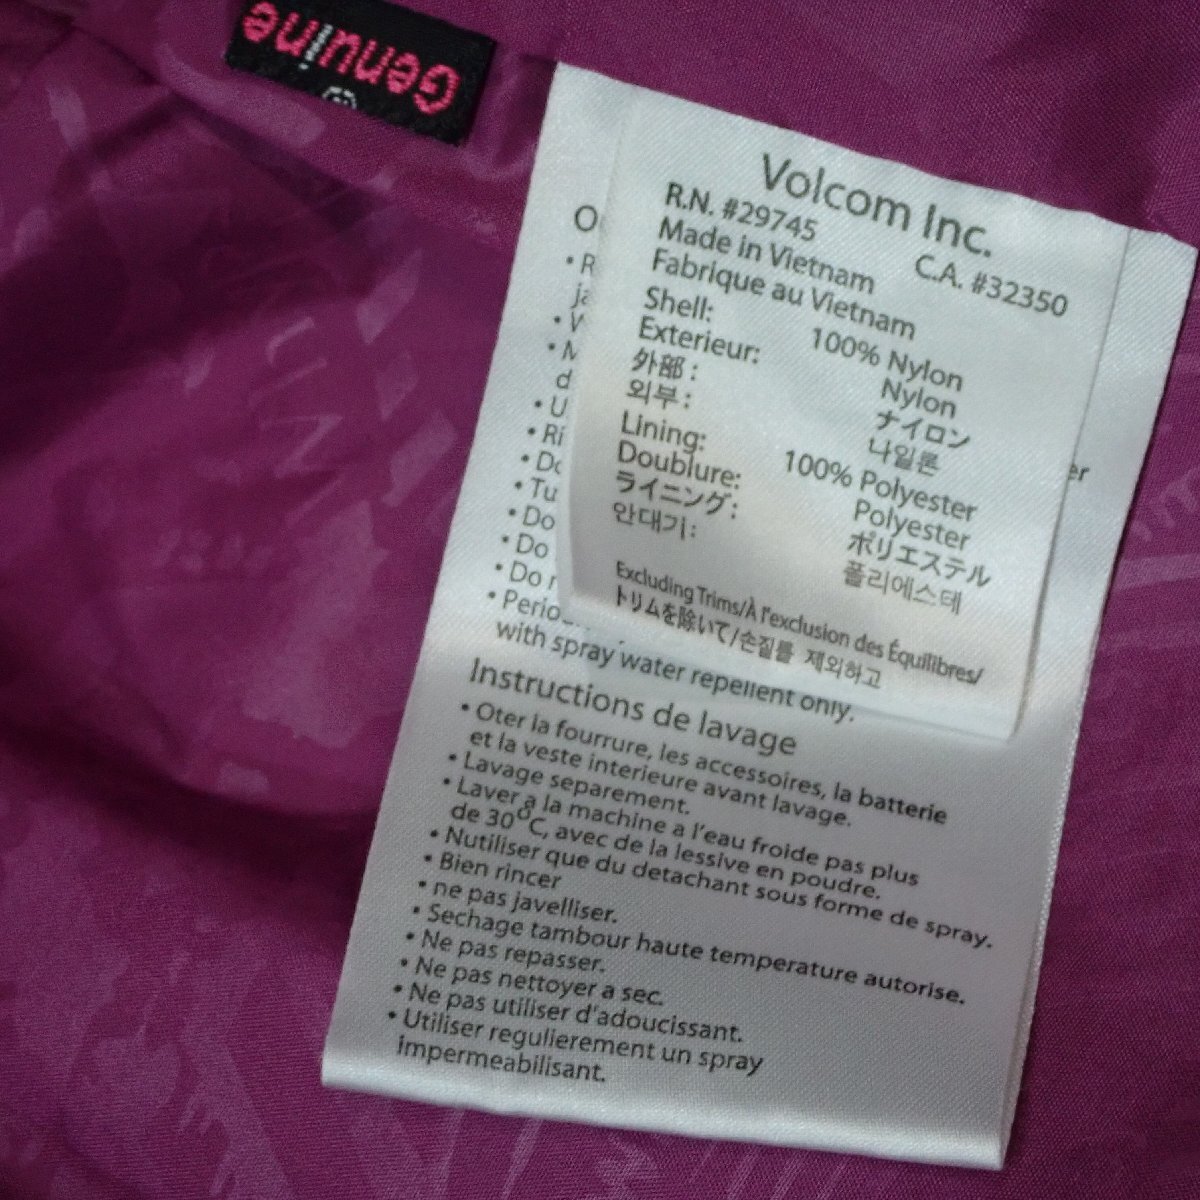 Genuine
Volcom Inc.
R.N. #29745
C.A. #32350
Made in Vietnam
Fabrique au Vietnam
Shell: 100% Nylon
Exterieur: Nylon
外部: ナイロン
외부: 나일론
Lining: 100% Polyester
Doublure: Polyester
ライニング: ポリエステル
안대기: 폴리에스테
Excluding Trims/À l'exclusion des Équilibres/
トリムを除いて/손질를 제외하고
• Do
• Do
with spray water repellent only.
Instructions de lavage
• Oter la fourrure, les accessoires, la batterie
et la veste interieure avant lavage.
• Lavage separement.
• Laver a la machine a l'eau froide pas plus
de 30°C, avec de la lessive en poudre.
• Nutiliser que du detachant sous forme de spray.
• Bien rincer
• ne pas javelliser.
• Sechage tambour haute temperature autorise.
• Ne pas repasser.
• Ne pas nettoyer a sec.
• Ne pas utiliser d'adoucissant.
• Utiliser regulierement un spray
impermeabilisant.